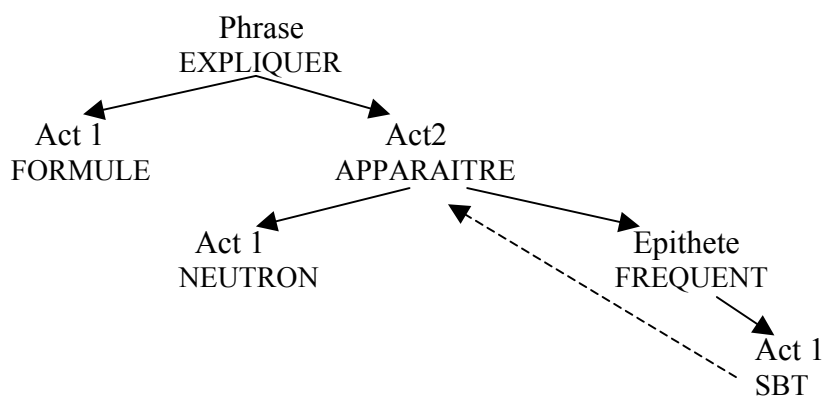 Phrase
EXPLIQUER
Act 1
FORMULE
Act2
APPARAITRE
Act 1
NEUTRON
Epithete
FREQUENT
Act 1
SBT